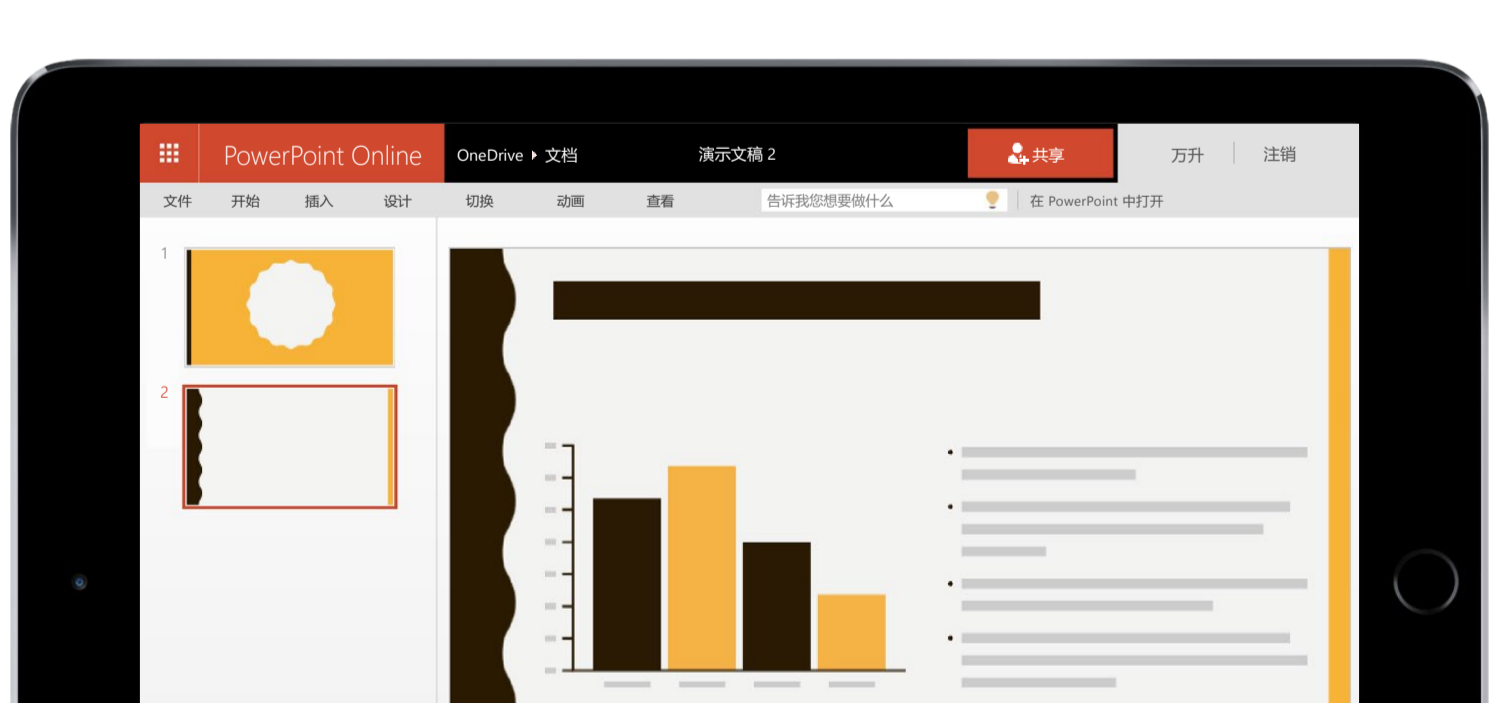 PowerPoint Online OneDrive ▸ 文档 演示文稿 2 共享 万升 注销
文件 开始 插入 设计 切换 动画 查看 告诉我您想要做什么 在 PowerPoint 中打开
1
2